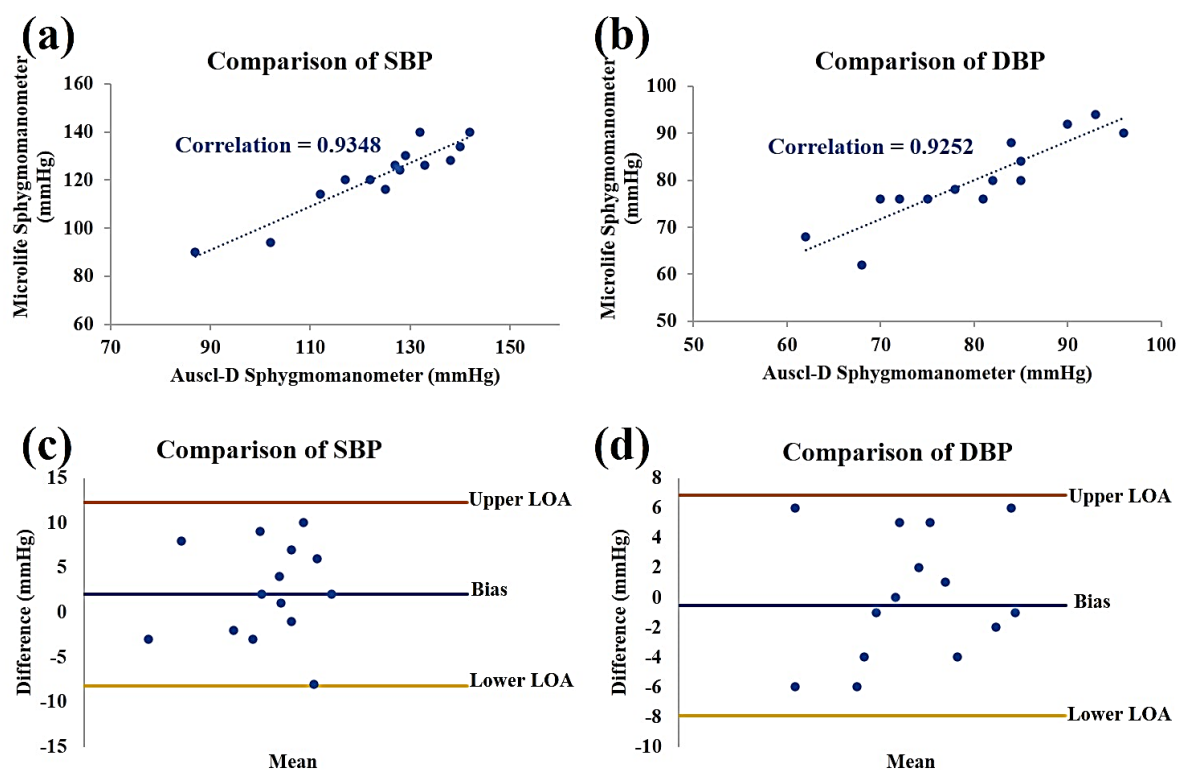 (a)
Comparison of SBP
Microlife Sphygmomanometer
(mmHg)
160
140
120
100
80
60
Correlation = 0.9348
70
90
110
130
150
Auscl-D Sphygmomanometer (mmHg)
(b)
Comparison of DBP
Microlife Sphygmomanometer
(mmHg)
100
90
80
70
60
50
Correlation = 0.9252
50
60
70
80
90
100
Auscl-D Sphygmomanometer (mmHg)
(c)
Comparison of SBP
Difference (mmHg)
15
10
5
0
-5
-10
-15
Upper LOA
Bias
Lower LOA
Mean
(d)
Comparison of DBP
Difference (mmHg)
8
6
4
2
0
-2
-4
-6
-8
-10
Upper LOA
Bias
Lower LOA
Mean